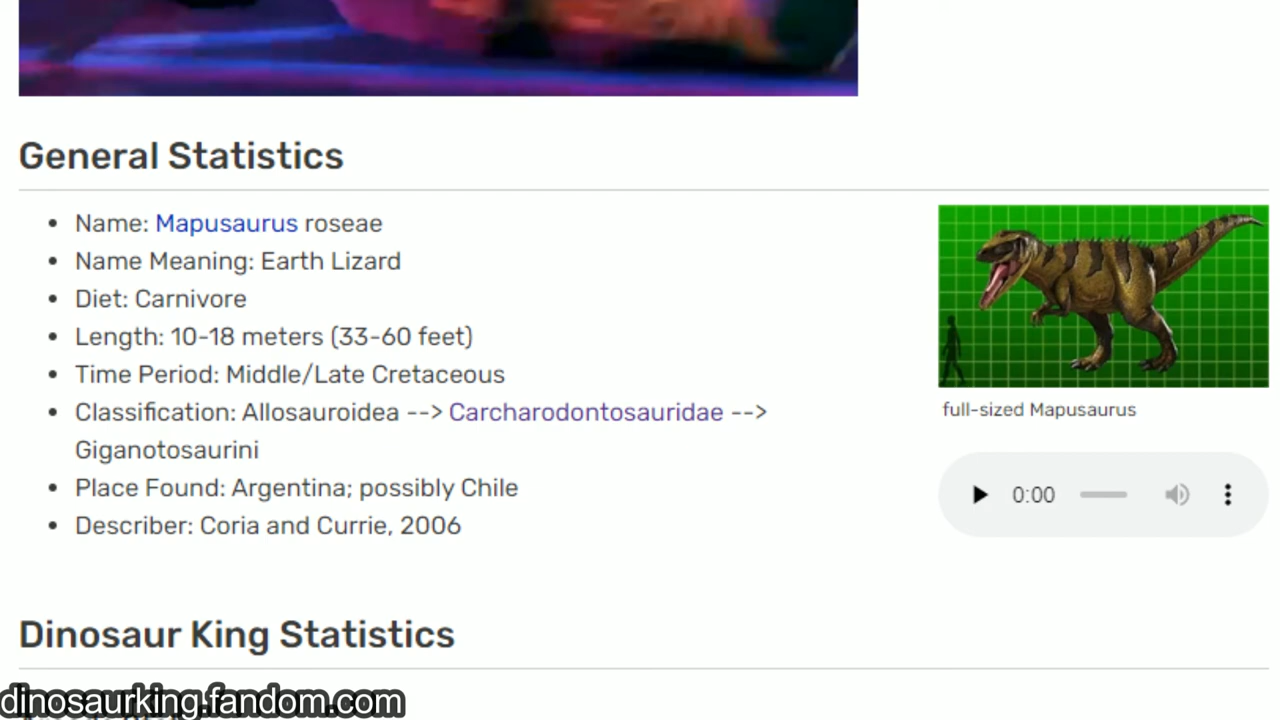 General Statistics
Name: Mapusaurus roseae
Name Meaning: Earth Lizard
Diet: Carnivore
Length: 10-18 meters (33-60 feet)
Time Period: Middle/Late Cretaceous
Classification: Allosauroidea --> Carcharodontosauridae -->
Giganotosaurini
Place Found: Argentina; possibly Chile
Describer: Coria and Currie, 2006
full-sized Mapusaurus
0:00
Dinosaur King Statistics
dinosaurking.fandom.com